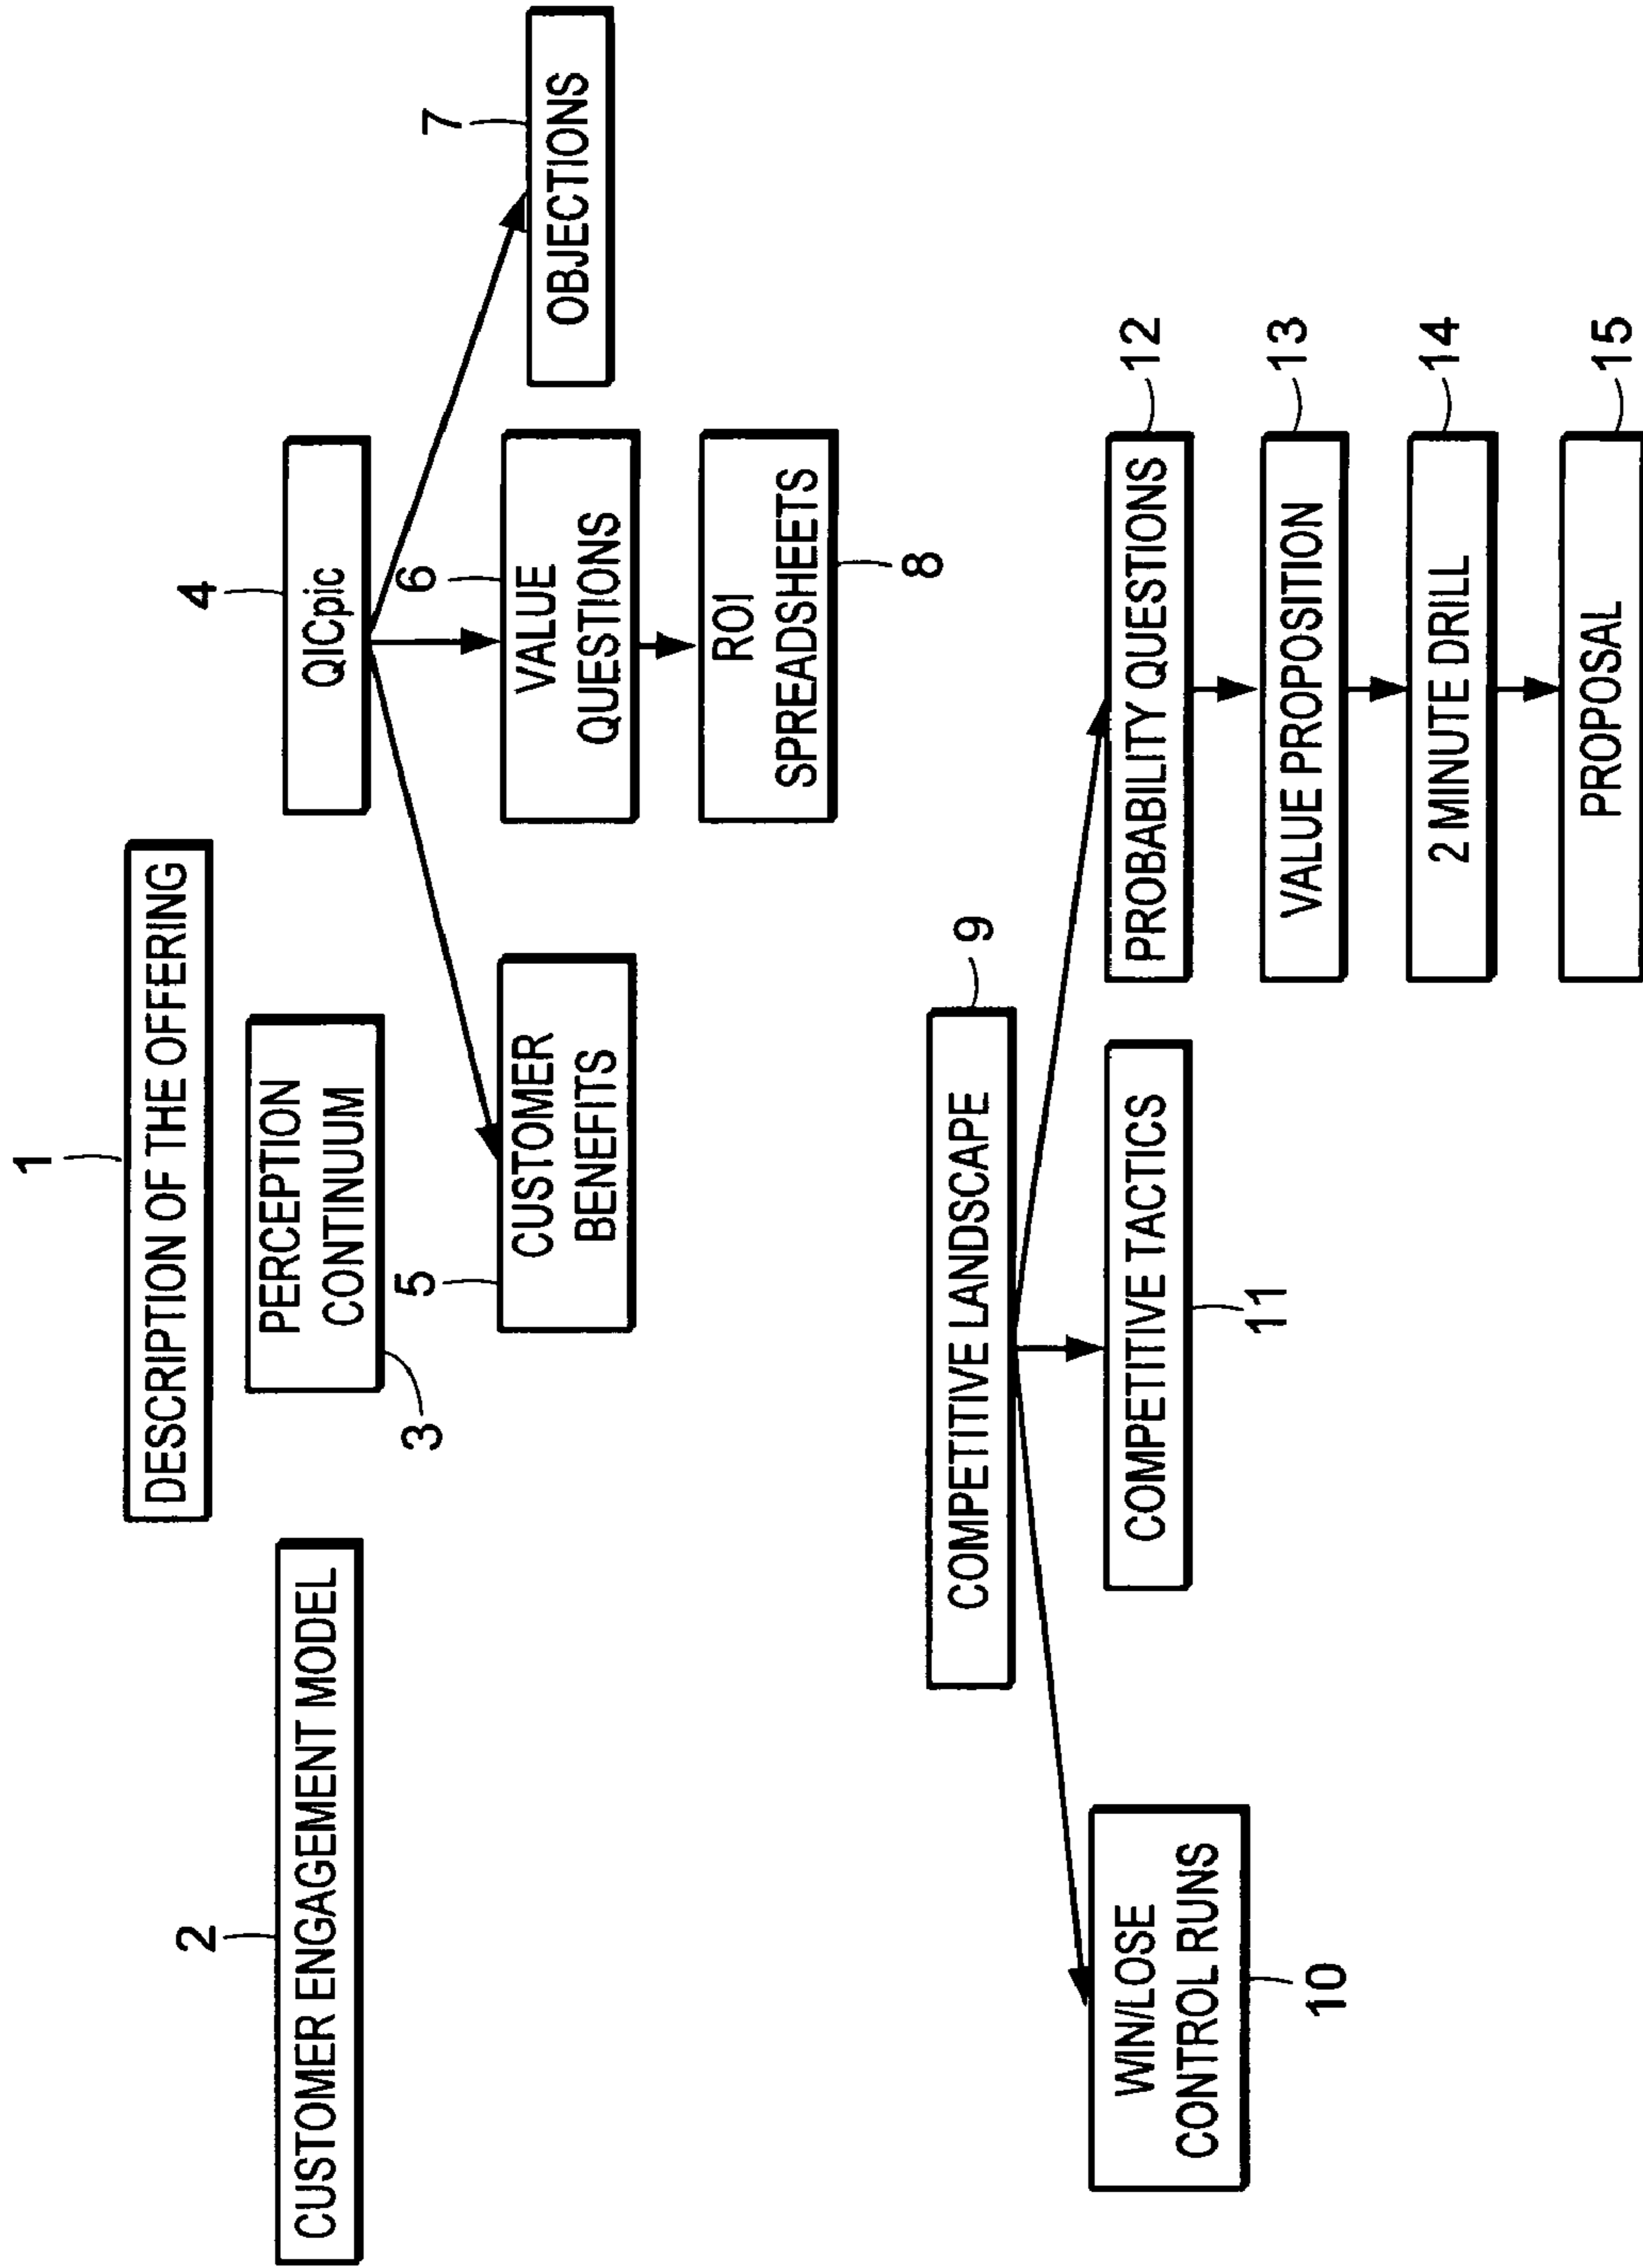 1
DESCRIPTION OF THE OFFERING
2
CUSTOMER ENGAGEMENT MODEL
PERCEPTION
CONTINUUM
3
4
QICpic
5
CUSTOMER
BENEFITS
6
VALUE
QUESTIONS
7
OBJECTIONS
ROI
SPREADSHEETS
8
COMPETITIVE LANDSCAPE
9
WIN/LOSE
CONTROL RUNS
10
COMPETITIVE TACTICS
11
PROBABILITY QUESTIONS
12
VALUE PROPOSITION
13
2 MINUTE DRILL
14
PROPOSAL
15